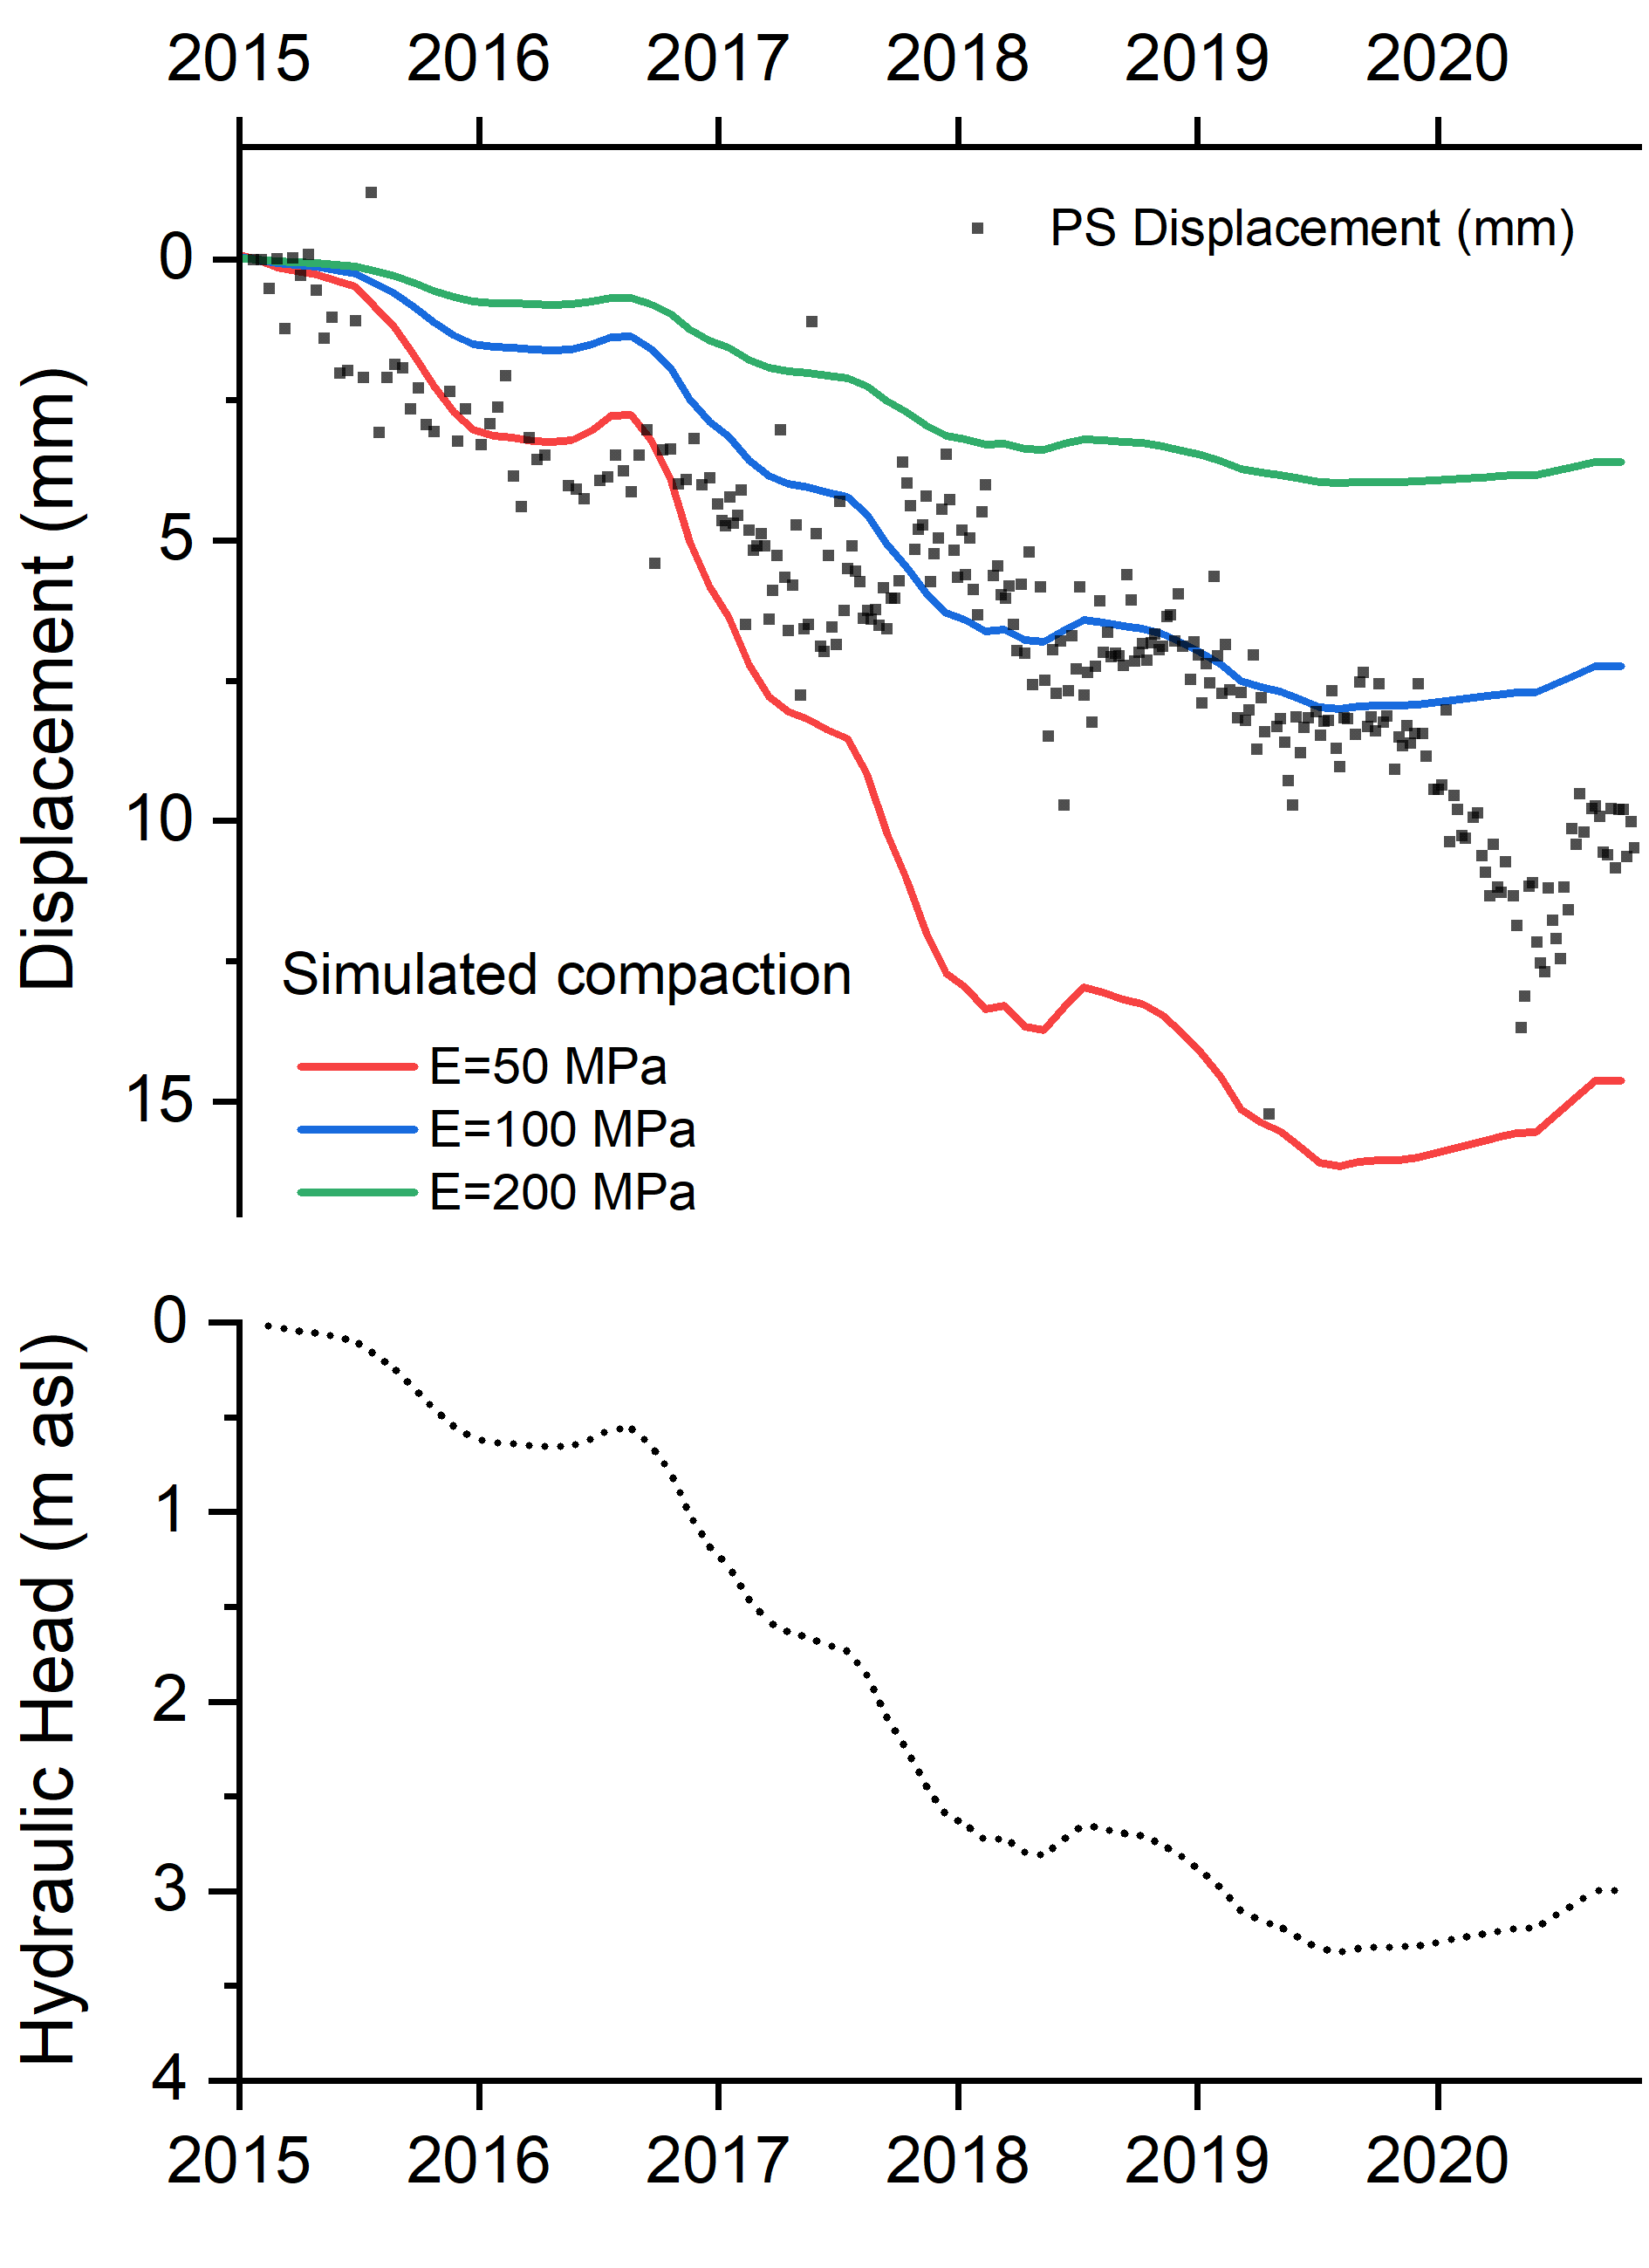 2015 2016 2017 2018 2019 2020
PS Displacement (mm)
0
5
10
15
Displacement (mm)
Simulated compaction
E=50 MPa
E=100 MPa
E=200 MPa
0
1
2
3
4
Hydraulic Head (m asl)
2015 2016 2017 2018 2019 2020